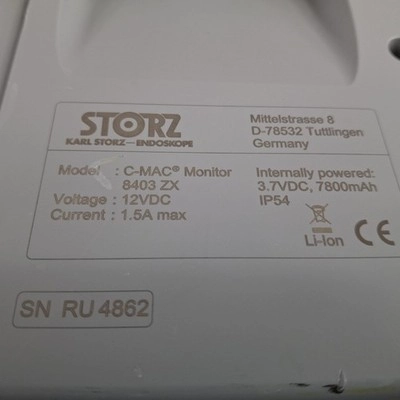 STORZ
KARL STORZ—ENDOSKOPE
Mittelstrasse 8
D-78532 Tuttlingen
Germany
Model : C-MAC® Monitor
8403 ZX
Voltage : 12VDC
Current : 1.5A max
Internally powered:
3.7VDC, 7800mAh
IP54
Li-Ion
CE
SN RU 4862